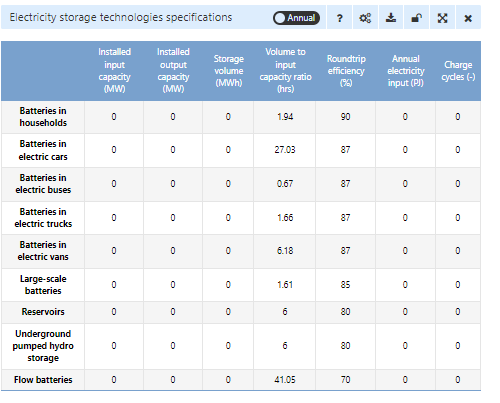 Electricity storage technologies specifications Annual ?
Installed input capacity (MW) Installed output capacity (MW) Storage volume (MWh) Volume to input capacity ratio (hrs) Roundtrip efficiency (%) Annual electricity input (PJ) Charge cycles (-)
Batteries in households 0 0 0 1.94 90 0 0
Batteries in electric cars 0 0 0 27.03 87 0 0
Batteries in electric buses 0 0 0 0.67 87 0 0
Batteries in electric trucks 0 0 0 1.66 87 0 0
Batteries in electric vans 0 0 0 6.18 87 0 0
Large-scale batteries 0 0 0 1.61 85 0 0
Reservoirs 0 0 0 6 80 0 0
Underground pumped hydro storage 0 0 0 6 80 0 0
Flow batteries 0 0 0 41.05 70 0 0